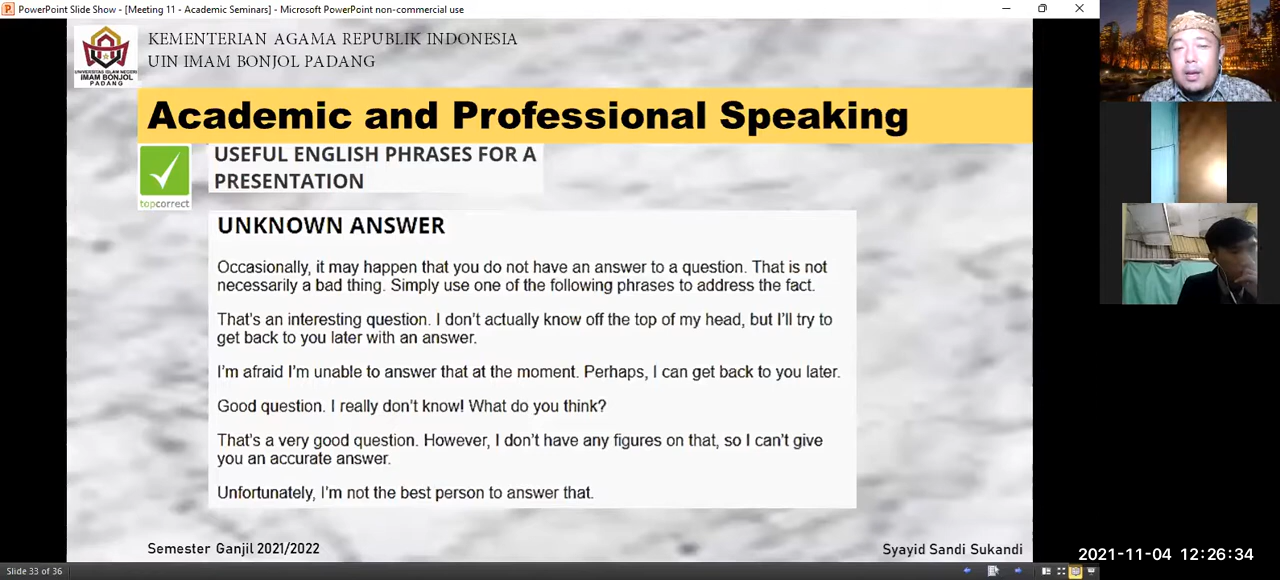 PowerPoint Slide Show - [Meeting 11 - Academic Seminars] - Microsoft PowerPoint non-commercial use
KEMENTERIAN AGAMA REPUBLIK INDONESIA
UIN IMAM BONJOL PADANG
UNIVERSITAS ISLAM NEGERI
IMAM BONJOL
PADANG
Academic and Professional Speaking
topcorrect
USEFUL ENGLISH PHRASES FOR A
PRESENTATION
UNKNOWN ANSWER
Occasionally, it may happen that you do not have an answer to a question. That is not
necessarily a bad thing. Simply use one of the following phrases to address the fact.
That's an interesting question. I don't actually know off the top of my head, but I'll try to
get back to you later with an answer.
I'm afraid I'm unable to answer that at the moment. Perhaps, I can get back to you later.
Good question. I really don't know! What do you think?
That's a very good question. However, I don't have any figures on that, so I can't give
you an accurate answer.
Unfortunately, I'm not the best person to answer that.
Semester Ganjil 2021/2022
Syayid Sandi Sukandi
2021-11-04 12:26:34
Slide 33 of 36